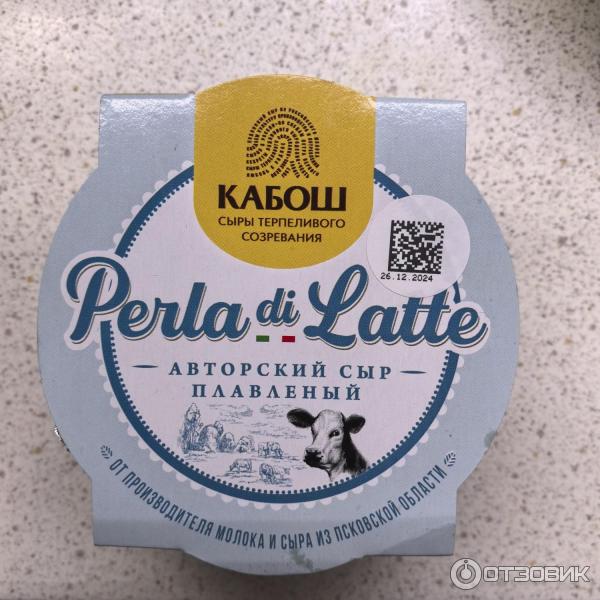 КАБОШ
СЫРЫ ТЕРПЕЛИВОГО
СОЗРЕВАНИЯ
26.12.2024
Perla di Latte
АВТОРСКИЙ СЫР
ПЛАВЛЕНЫЙ
ОТ ПРОИЗВОДИТЕЛЯ МОЛОКА И СЫРА ИЗ ПСКОВСКОЙ ОБЛАСТИ
ОТЗОВИК